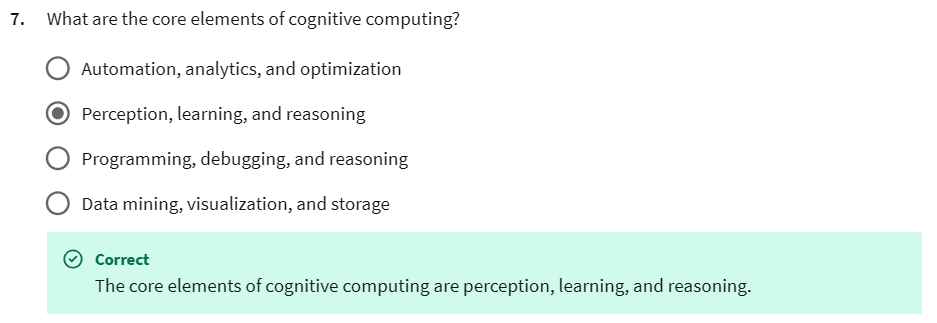 7. What are the core elements of cognitive computing?
Automation, analytics, and optimization
Perception, learning, and reasoning
Programming, debugging, and reasoning
Data mining, visualization, and storage
Correct
The core elements of cognitive computing are perception, learning, and reasoning.